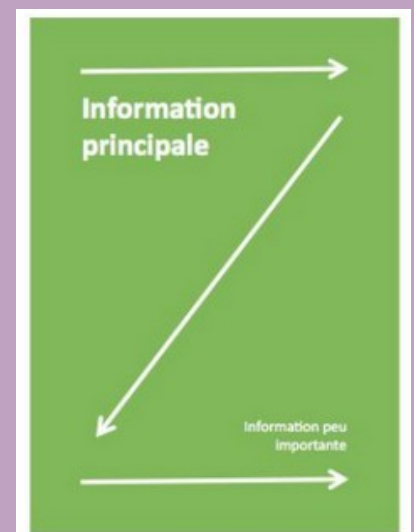 Information
principale
Information peu
importante